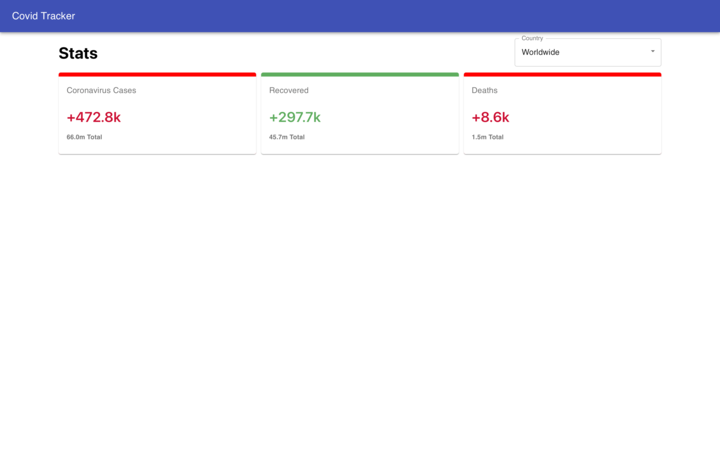 Covid Tracker
Stats
Country
Worldwide
Coronavirus Cases
+472.8k
66.0m Total
Recovered
+297.7k
45.7m Total
Deaths
+8.6k
1.5m Total